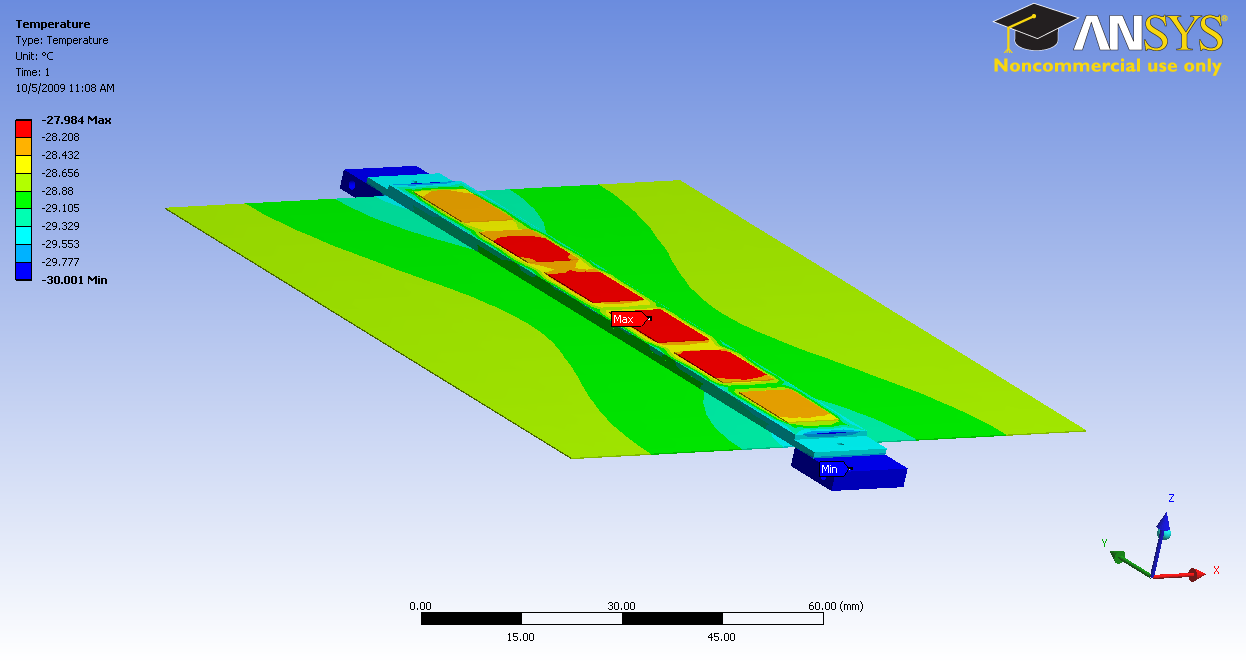 Temperature
Type: Temperature
Unit: °C
Time: 1
10/5/2009 11:08 AM
-27.984 Max
-28.208
-28.432
-28.656
-28.88
-29.105
-29.329
-29.553
-29.777
-30.001 Min
ANSYS®
Noncommercial use only
Max
Min
Z
Y
X
0.00 30.00 60.00 (mm)
15.00 45.00